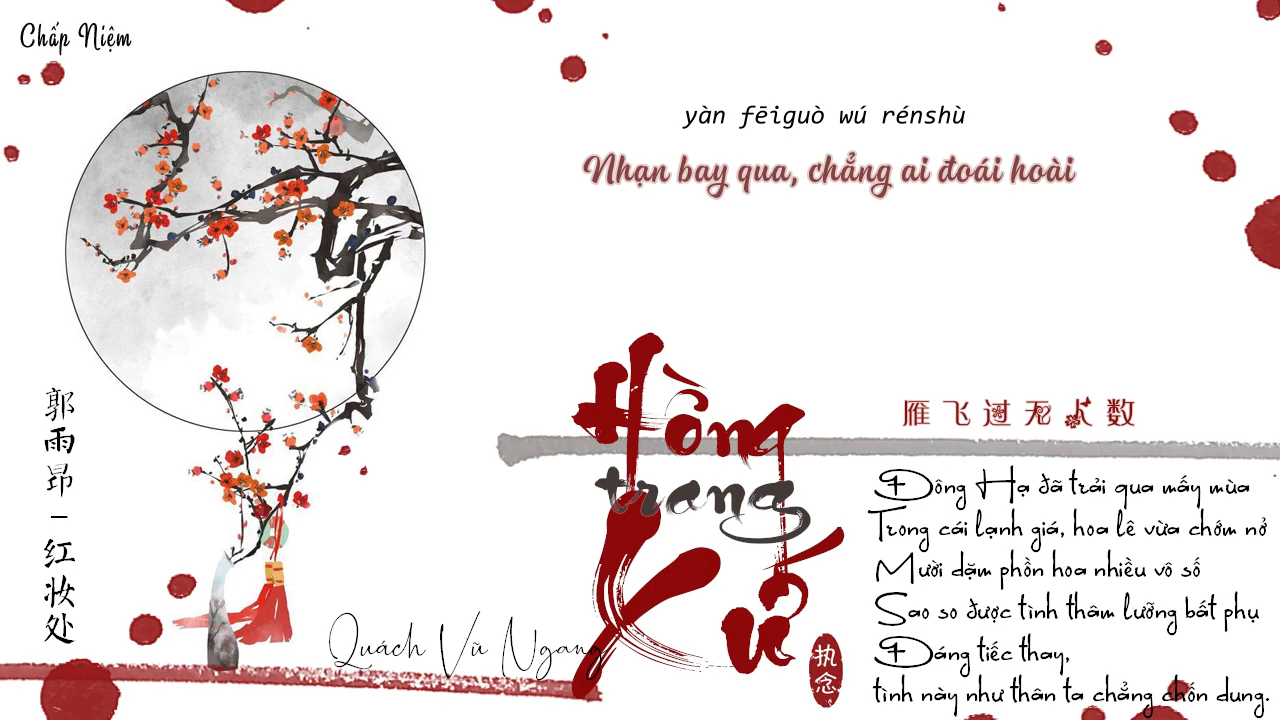 Chấp Niệm
yàn fēiguò wú rénshù
Nhạn bay qua, chẳng ai đoái hoài
郭雨昂 - 红妆处
Quách Vũ Ngang
Hồng
trang
Xứ
执念
雁飞过无人数
Đông Hạ đã trải qua mấy mùa
Trong cái lạnh giá, hoa lê vừa chớm nở
Mười dặm phồn hoa nhiều vô số
Sao so được tình thâm lưỡng bất phụ
Đáng tiếc thay,
tình này như thân ta chẳng chốn dung.